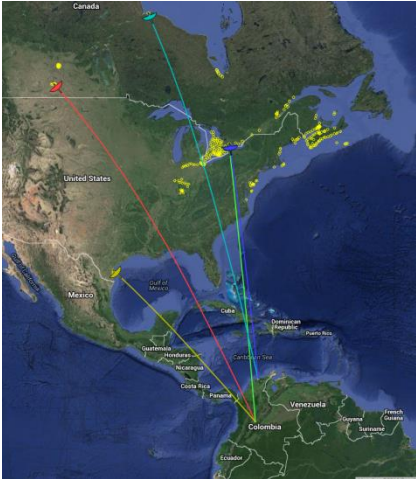 Canada
United States
Mexico
Gulf of
Mexico
Cuba
Dominican
Republic
Puerto Rico
Guatemala
Honduras
Nicaragua
Caribbean Sea
Costa Rica
Panama
Venezuela
Colombia
Guyana
Suriname
French
Guiana
Ecuador